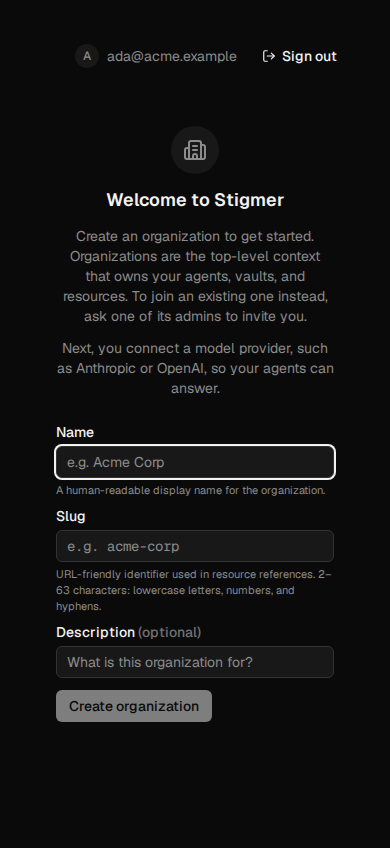 A ada@acme.example Sign out
Welcome to Stigmer
Create an organization to get started.
Organizations are the top-level context
that owns your agents, vaults, and
resources. To join an existing one instead,
ask one of its admins to invite you.
Next, you connect a model provider, such
as Anthropic or OpenAI, so your agents can
answer.
Name
e.g. Acme Corp
A human-readable display name for the organization.
Slug
e.g. acme-corp
URL-friendly identifier used in resource references. 2–
63 characters: lowercase letters, numbers, and
hyphens.
Description (optional)
What is this organization for?
Create organization